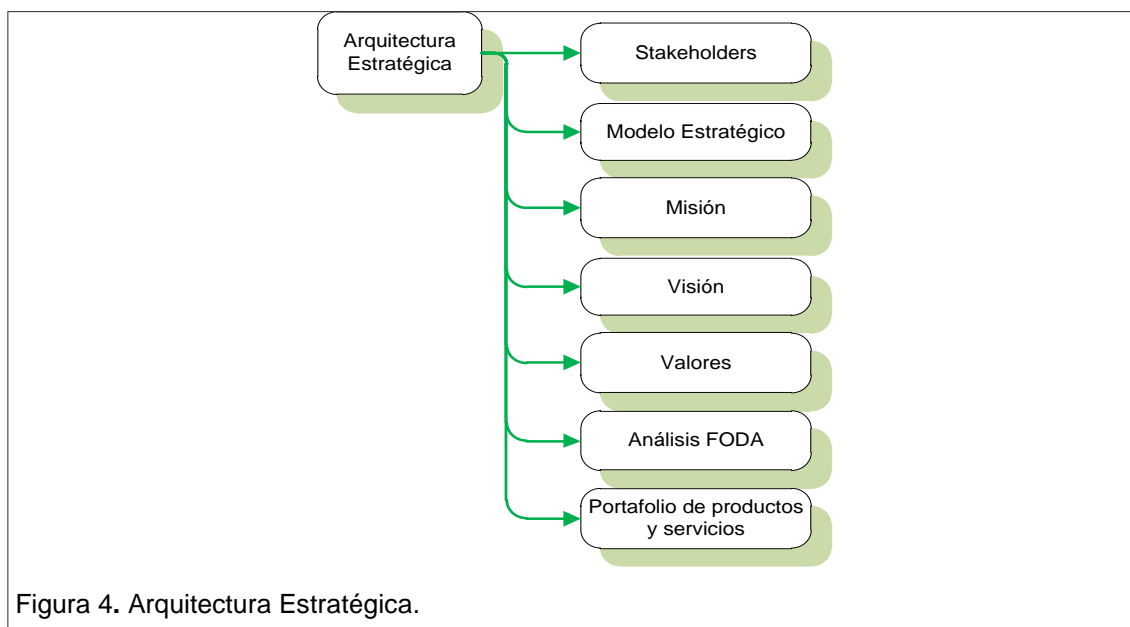 Arquitectura
Estratégica
Stakeholders
Modelo Estratégico
Misión
Visión
Valores
Análisis FODA
Portafolio de productos
y servicios
Figura 4. Arquitectura Estratégica.